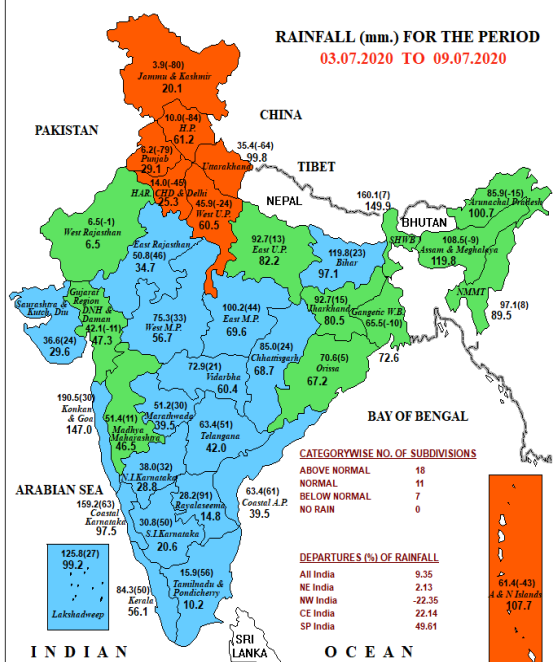 RAINFALL (mm.) FOR THE PERIOD
03.07.2020 TO 09.07.2020
3.9(-80)
Jammu & Kashmir
20.1
CHINA
PAKISTAN
10.0(-84)
H.P.
61.2
6.2(-79)
Punjab
29.1
Uttarakhand
35.4(-64)
99.8
TIBET
14.0(-45)
HAR. CHD & Delhi
25.3
45.9(-24)
West U.P.
60.5
NEPAL
160.1(7)
149.9
BHUTAN
85.9(-15)
Arunachal Pradesh
100.7
6.5(-1)
West Rajasthan
6.5
East Rajasthan
50.8(46)
34.7
92.7(13)
East U.P.
82.2
119.8(23)
Bihar
97.1
SHWB
108.5(-9)
Assam & Meghalaya
119.8
NMMT
97.1(8)
89.5
Saurashtra &
Kutch, Diu
36.6(24)
29.6
Gujarat
Region
DNH &
Daman
42.1(-11)
47.3
75.3(33)
West M.P.
56.7
100.2(44)
East M.P.
69.6
92.7(15)
Jharkhand
80.5
Gangetic W.B.
65.5(-10)
72.6
85.0(24)
Chhattisgarh
68.7
70.6(5)
Orissa
67.2
72.9(21)
Vidarbha
60.4
190.5(30)
Konkan
& Goa
147.0
51.4(11)
Madhya
Maharashtra
46.5
51.2(30)
Marathwada
39.5
63.4(51)
Telangana
42.0
BAY OF BENGAL
ARABIAN SEA
38.0(32)
N.I.Karnataka
28.8
28.2(91)
Rayalaseema
14.8
63.4(61)
Coastal A.P.
39.5
159.2(63)
Coastal
Karnataka
97.5
30.8(50)
S.I.Karnataka
20.6
125.8(27)
99.2
Lakshadweep
84.3(50)
Kerala
56.1
15.9(56)
Tamilnadu &
Pondicherry
10.2
CATEGORYWISE NO. OF SUBDIVISIONS
ABOVE NORMAL 18
NORMAL 11
BELOW NORMAL 7
NO RAIN 0
DEPARTURES (%) OF RAINFALL
All India 9.35
NE India 2.13
NW India -22.35
CE India 22.14
SP India 49.61
61.4(-43)
A & N Islands
107.7
SRI
LANKA
INDIAN OCEAN